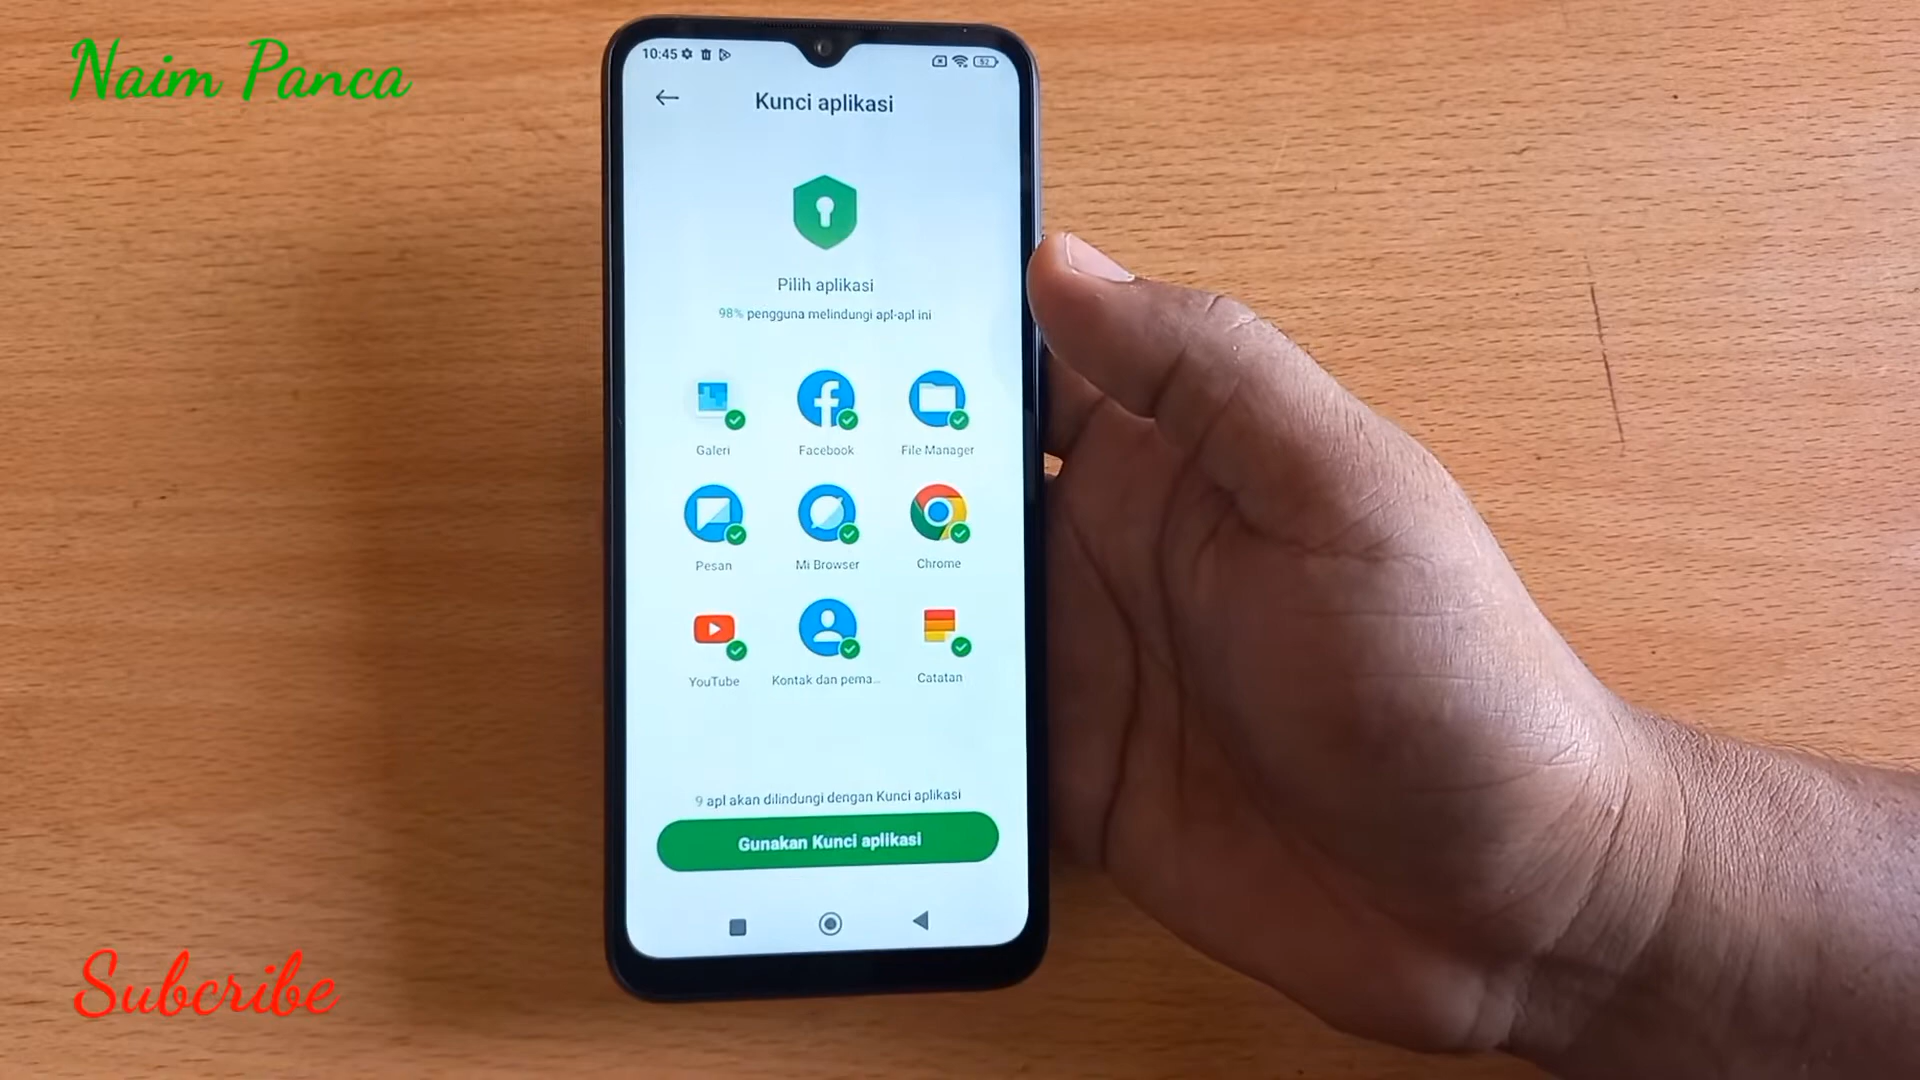 Naim Panca
10:45
52
Kunci aplikasi
Pilih aplikasi
98% pengguna melindungi apl-apl ini
Galeri
Facebook
File Manager
Pesan
Mi Browser
Chrome
YouTube
Kontak dan pema...
Catatan
9 apl akan dilindungi dengan Kunci aplikasi
Gunakan Kunci aplikasi
Subcribe